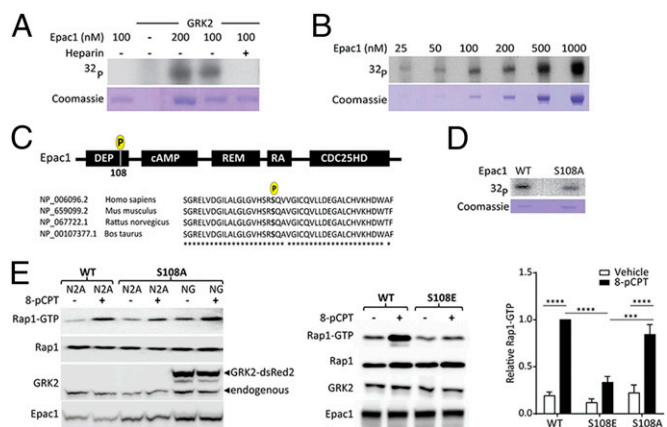 A
GRK2
Epac1 (nM) 100 - 200 100 100
Heparin - - - - +
32P
Coomassie
B
Epac1 (nM) 25 50 100 200 500 1000
32P
Coomassie
C
P
Epac1 DEP cAMP REM RA CDC25HD
108
P
NP_006096.2 Homo sapiens SGRELVDGILALGLGVHSRSQVVGICQVLLDEGALCHVKHDWAF
NP_659099.2 Mus musculus SGRELVDGILALGLGVHSRSQAVGICQVLLDEGALCHVKHDWTF
NP_067722.1 Rattus norvegicus SGRELVDGILALGLGVHSRSQAVGICQVLLDEGALCHVKHDWTF
NP_00107377.1 Bos taurus SGRELVDGILALGLGVHSRSQVVGICQVLLDEGALCHVKHDWAF
D
Epac1 WT S108A
32P
Coomassie
E
WT S108A
N2A N2A N2A N2A NG NG
8-pCPT - + - + - +
Rap1-GTP
Rap1
GRK2 GRK2-dsRed2
endogenous
Epac1
WT S108E
8-pCPT - + - +
Rap1-GTP
Rap1
GRK2
Epac1
Vehicle
8-pCPT
**** **** *** ****
Relative Rap1-GTP
1.5
1.0
0.5
0.0
WT S108E S108A